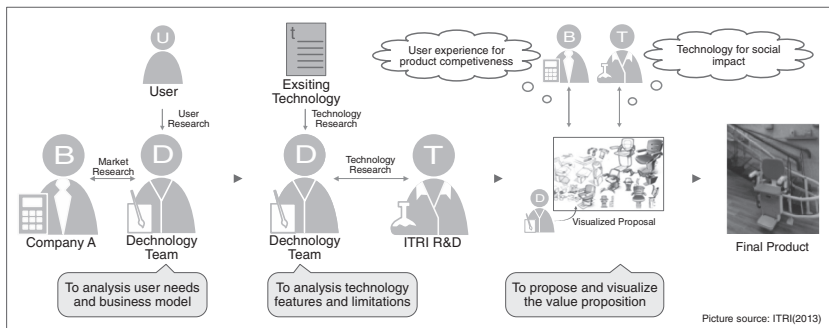 U
User
User
Research
B
Market
Research
D
Company A
Dechnology
Team
To analysis user needs
and business model
t
Exsiting
Technology
Technology
Research
D
Technology
Research
T
Dechnology
Team
ITRI R&D
To analysis technology
features and limitations
User experience for
product competiveness
B
T
Technology for social
impact
D
Visualized Proposal
To propose and visualize
the value proposition
Final Product
Picture source: ITRI(2013)